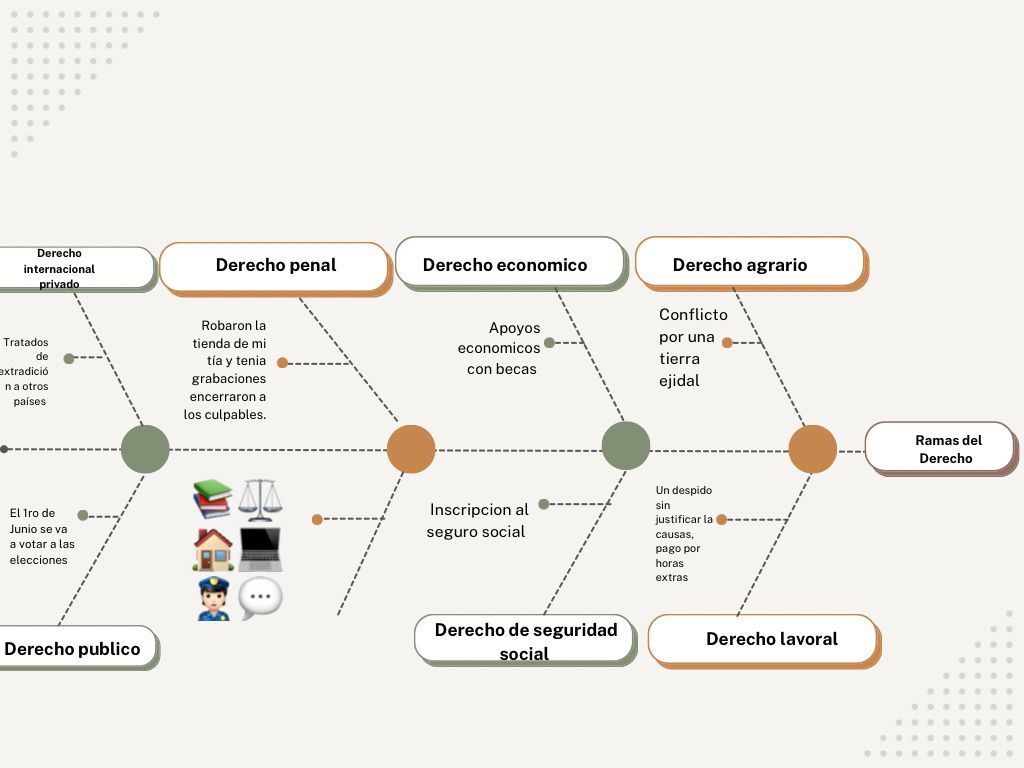 Derecho
internacional
privado
Derecho penal
Derecho economico
Derecho agrario
Tratados
de
extradició
n a otros
países
Robaron la
tienda de mi
tía y tenia
grabaciones
encerraron a
los culpables.
Apoyos
economicos
con becas
Conflicto
por una
tierra
ejidal
Ramas del
Derecho
El 1ro de
Junio se va
a votar a las
elecciones
Inscripcion al
seguro social
Un despido
sin
justificar la
causas,
pago por
horas
extras
Derecho publico
Derecho de seguridad
social
Derecho lavoral